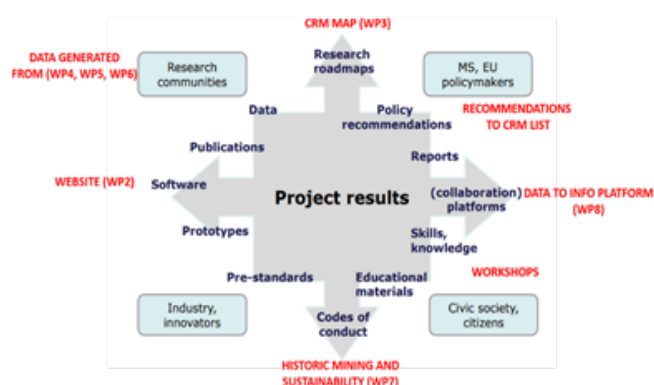 CRM MAP (WP3)
DATA GENERATED
FROM (WP4, WP5, WP6)
Research
communities
Research
roadmaps
MS, EU
policymakers
Data
Policy
recommendations
RECOMMENDATIONS
TO CRM LIST
Publications
Reports
WEBSITE (WP2)
Software
Project results
(collaboration)
platforms
DATA TO INFO PLATFORM
(WP8)
Prototypes
Skills,
knowledge
Pre-standards
Educational
materials
WORKSHOPS
Industry,
innovators
Codes of
conduct
Civic society,
citizens
HISTORIC MINING AND
SUSTAINABILITY (WP7)